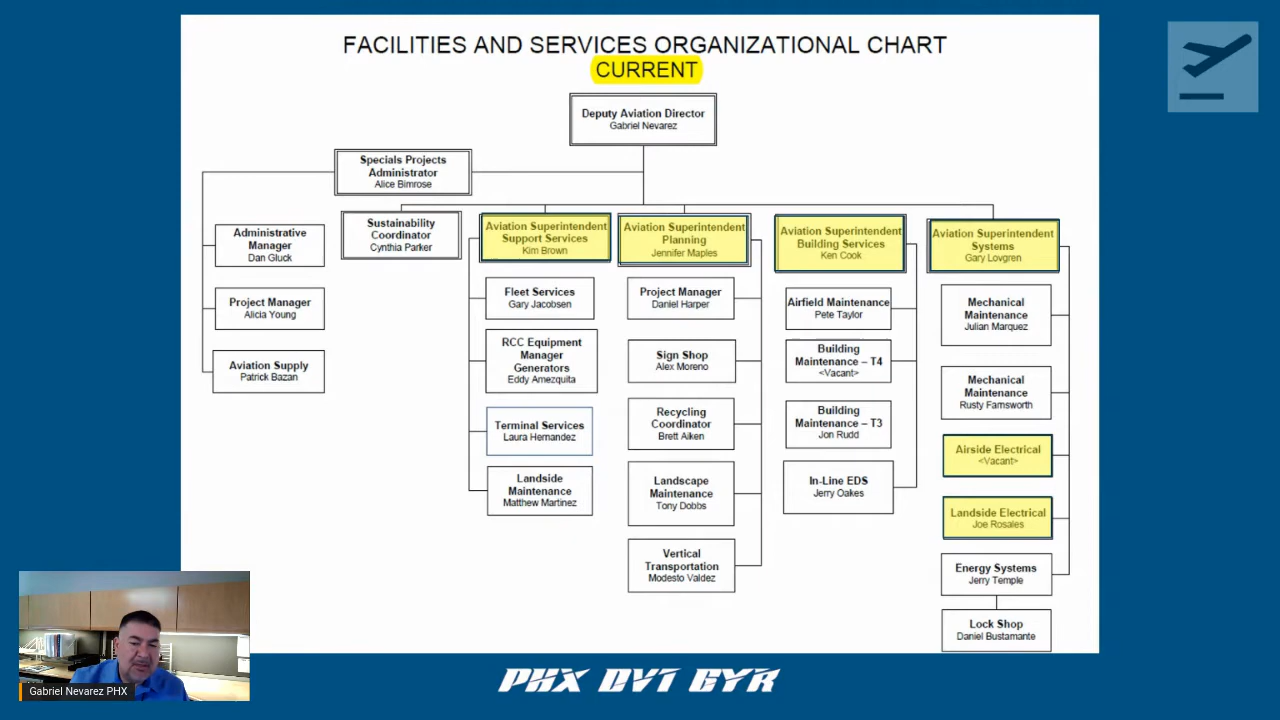 FACILITIES AND SERVICES ORGANIZATIONAL CHART
CURRENT
Deputy Aviation Director
Gabriel Nevarez
Specials Projects
Administrator
Alice Bimrose
Administrative
Manager
Dan Gluck
Project Manager
Alicia Young
Aviation Supply
Patrick Bazan
Sustainability
Coordinator
Cynthia Parker
Aviation Superintendent
Support Services
Kim Brown
Fleet Services
Gary Jacobsen
RCC Equipment
Manager
Generators
Eddy Amezquita
Terminal Services
Laura Hernandez
Landside
Maintenance
Matthew Martinez
Aviation Superintendent
Planning
Jennifer Maples
Project Manager
Daniel Harper
Sign Shop
Alex Moreno
Recycling
Coordinator
Brett Aiken
Landscape
Maintenance
Tony Dobbs
Vertical
Transportation
Modesto Valdez
Aviation Superintendent
Building Services
Ken Cook
Airfield Maintenance
Pete Taylor
Building
Maintenance – T4
<Vacant>
Building
Maintenance – T3
Jon Rudd
In-Line EDS
Jerry Oakes
Aviation Superintendent
Systems
Gary Lovgren
Mechanical
Maintenance
Julian Marquez
Mechanical
Maintenance
Rusty Farnsworth
Airside Electrical
<Vacant>
Landside Electrical
Joe Rosales
Energy Systems
Jerry Temple
Lock Shop
Daniel Bustamante
Gabriel Nevarez PHX
PHX DVT GYR